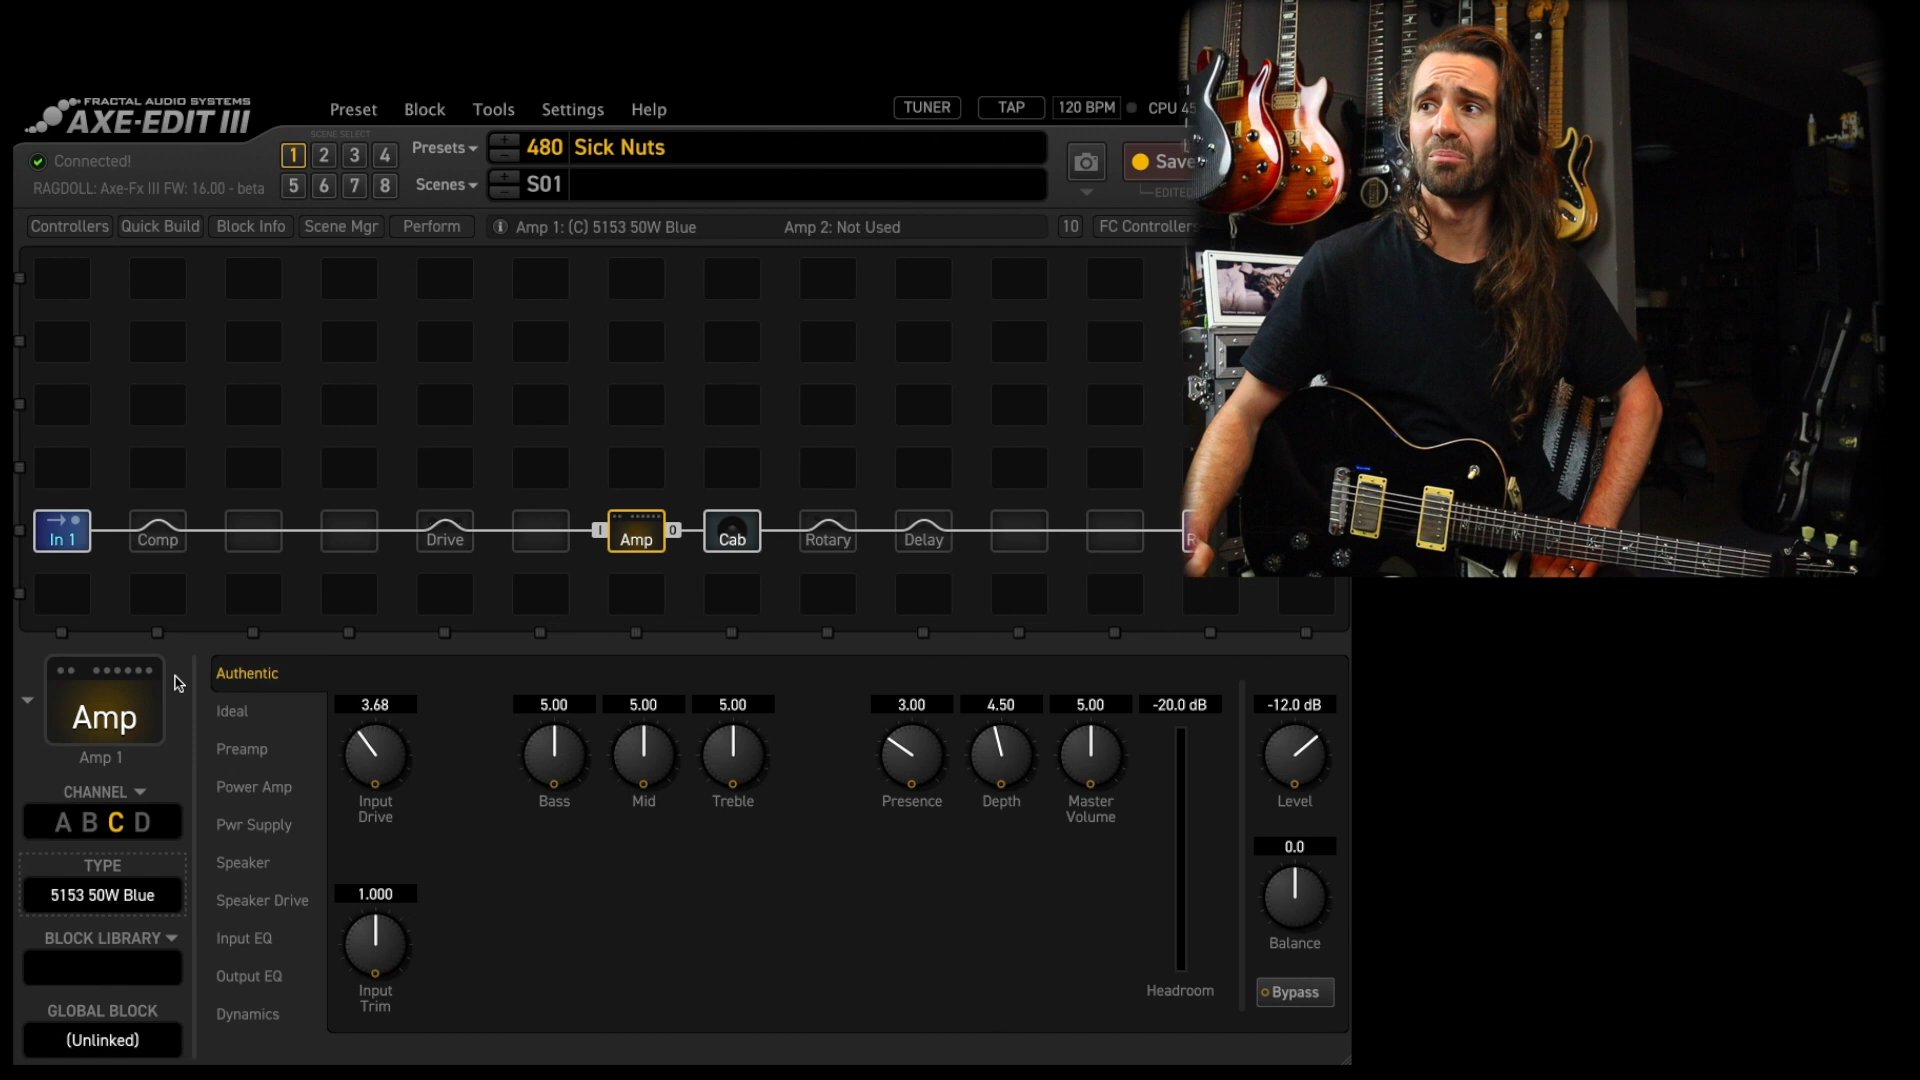 FRACTAL AUDIO SYSTEMS
AXE-EDIT III
Preset Block Tools Settings Help
TUNER TAP 120 BPM CPU 45
SCENE SELECT
1 2 3 4
5 6 7 8
Connected!
RAGDOLL: Axe-Fx III FW: 16.00 - beta
Presets 480 Sick Nuts
Scenes S01
Save
EDITED
Controllers Quick Build Block Info Scene Mgr Perform
Amp 1: (C) 5153 50W Blue Amp 2: Not Used
10 FC Controllers
In 1 Comp Drive I Amp O Cab Rotary Delay R
Amp
Amp 1
CHANNEL
A B C D
TYPE
5153 50W Blue
BLOCK LIBRARY
GLOBAL BLOCK
(Unlinked)
Authentic
Ideal
Preamp
Power Amp
Pwr Supply
Speaker
Speaker Drive
Input EQ
Output EQ
Dynamics
3.68 5.00 5.00 5.00 3.00 4.50 5.00 -20.0 dB -12.0 dB
Input Drive Bass Mid Treble Presence Depth Master Volume Level
1.000
Input Trim
Headroom
0.0
Balance
Bypass